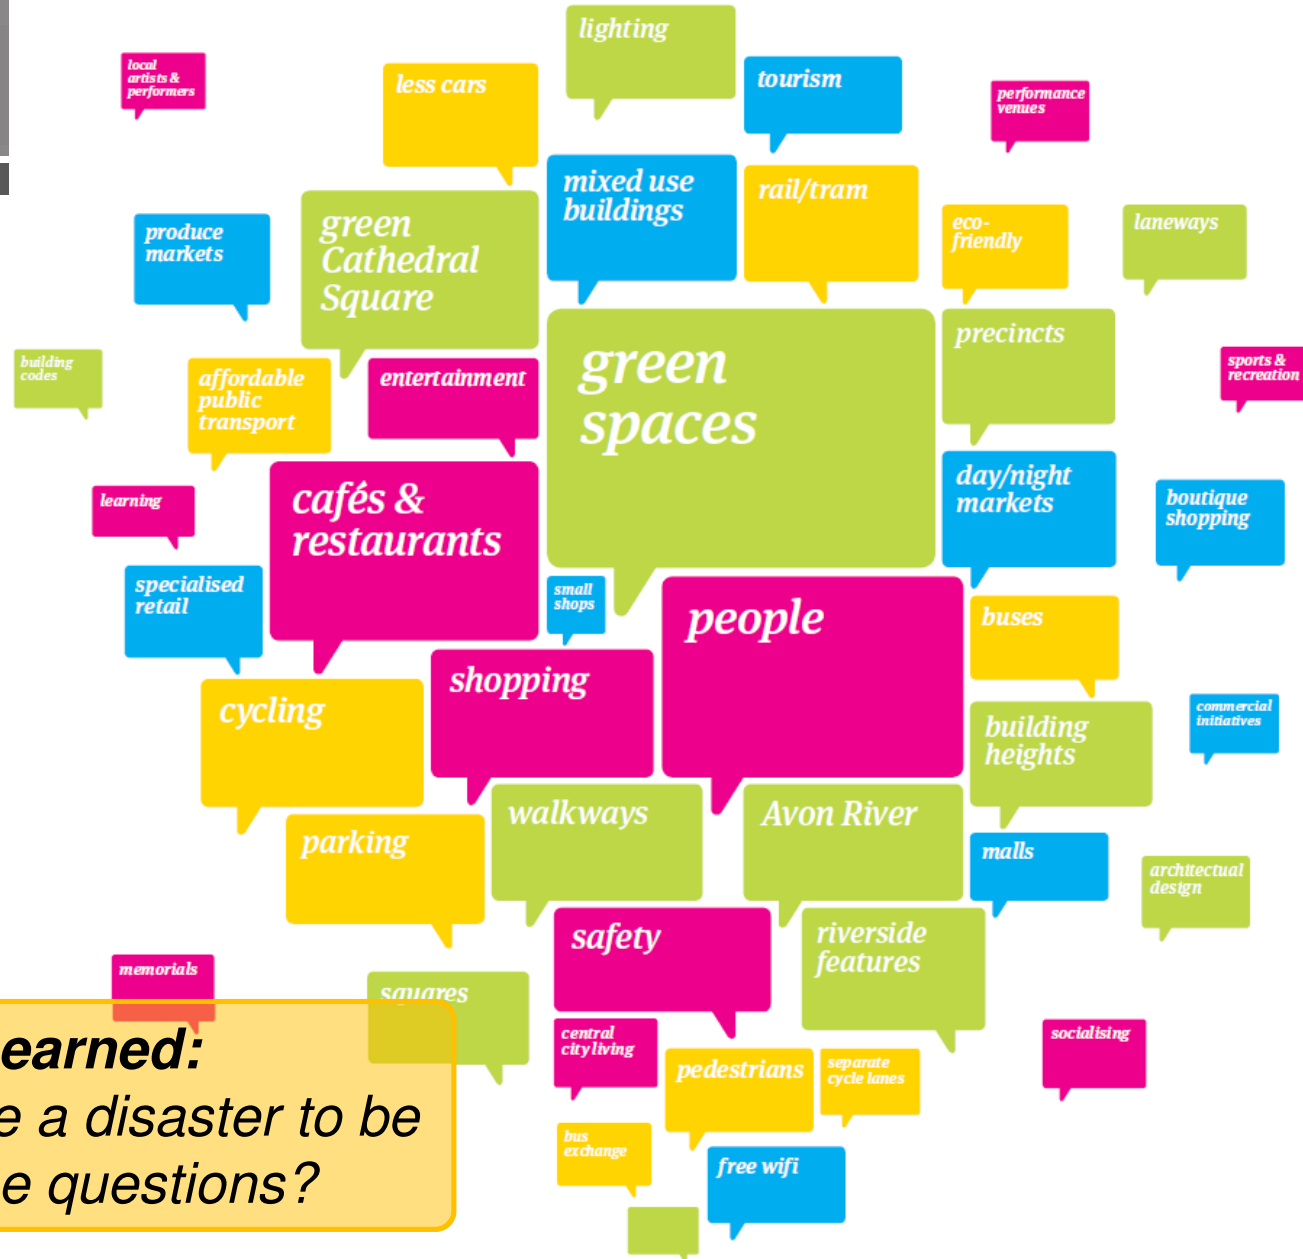 lighting
local
artists &
performers
less cars
tourism
performance
venues
mixed use
buildings
rail/tram
green
Cathedral
Square
produce
markets
eco-
friendly
laneways
green
spaces
precincts
building
codes
affordable
public
transport
entertainment
sports &
recreation
cafés &
restaurants
day/night
markets
boutique
shopping
learning
specialised
retail
small
shops
people
buses
shopping
cycling
commercial
initiatives
building
heights
walkways
Avon River
parking
malls
architectual
design
safety
riverside
features
memorials
squares
central
city living
socialising
pedestrians
separate
cycle lanes
bus
exchange
free wifi
earned:
e a disaster to be
e questions?